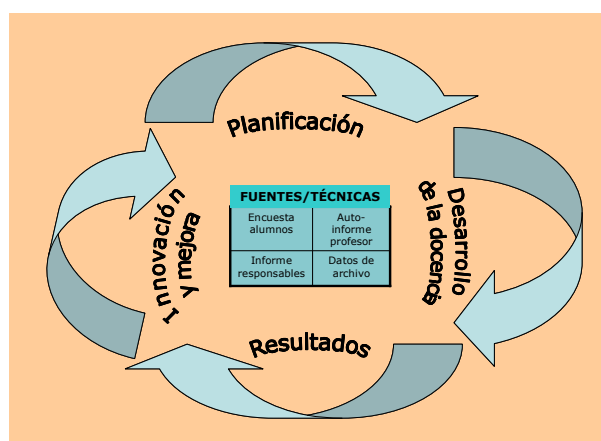 Planificación
Desarrollo
de la docencia
Resultados
Innovación
y mejora
FUENTES/TÉCNICAS
Encuesta
alumnos
Auto-
informe
profesor
Informe
responsables
Datos de
archivo